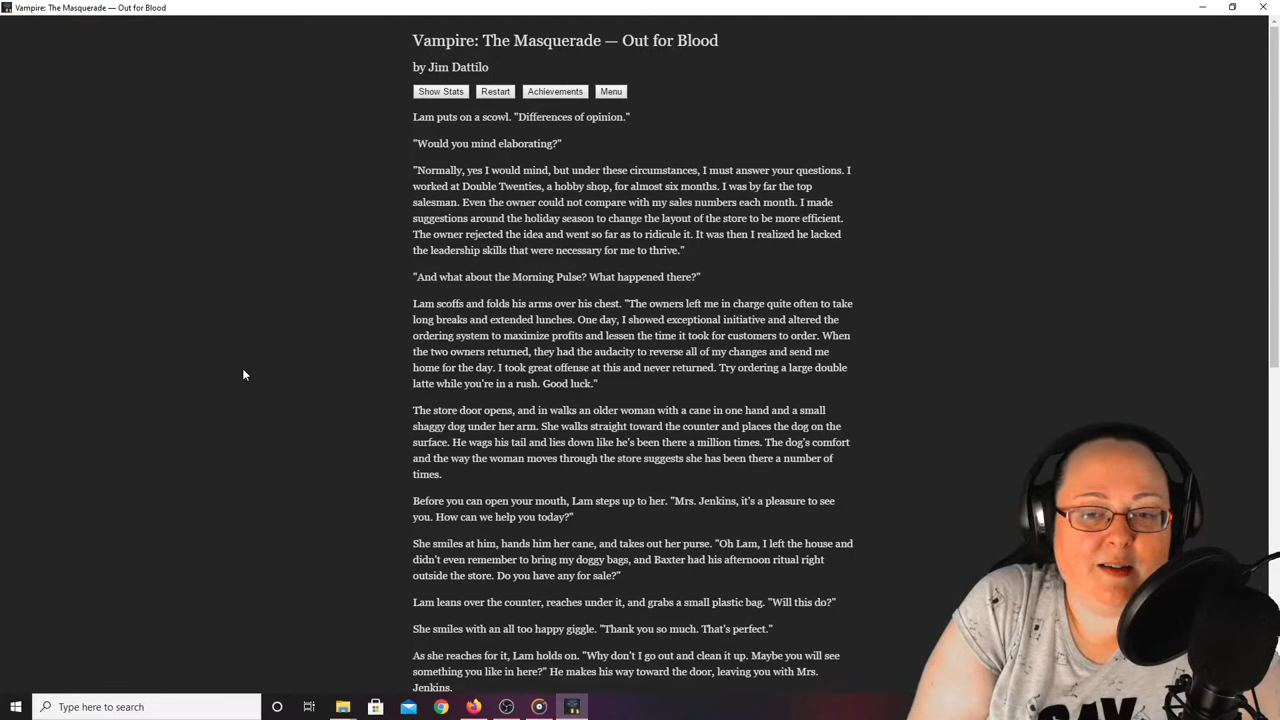 Vampire: The Masquerade — Out for Blood
Vampire: The Masquerade — Out for Blood
by Jim Dattilo
Show Stats Restart Achievements Menu
Lam puts on a scowl. "Differences of opinion."
"Would you mind elaborating?"
"Normally, yes I would mind, but under these circumstances, I must answer your questions. I
worked at Double Twenties, a hobby shop, for almost six months. I was by far the top
salesman. Even the owner could not compare with my sales numbers each month. I made
suggestions around the holiday season to change the layout of the store to be more efficient.
The owner rejected the idea and went so far as to ridicule it. It was then I realized he lacked
the leadership skills that were necessary for me to thrive."
"And what about the Morning Pulse? What happened there?"
Lam scoffs and folds his arms over his chest. "The owners left me in charge quite often to take
long breaks and extended lunches. One day, I showed exceptional initiative and altered the
ordering system to maximize profits and lessen the time it took for customers to order. When
the two owners returned, they had the audacity to reverse all of my changes and send me
home for the day. I took great offense at this and never returned. Try ordering a large double
latte while you're in a rush. Good luck."
The store door opens, and in walks an older woman with a cane in one hand and a small
shaggy dog under her arm. She walks straight toward the counter and places the dog on the
surface. He wags his tail and lies down like he's been there a million times. The dog's comfort
and the way the woman moves through the store suggests she has been there a number of
times.
Before you can open your mouth, Lam steps up to her. "Mrs. Jenkins, it's a pleasure to see
you. How can we help you today?"
She smiles at him, hands him her cane, and takes out her purse. "Oh Lam, I left the house and
didn't even remember to bring my doggy bags, and Baxter had his afternoon ritual right
outside the store. Do you have any for sale?"
Lam leans over the counter, reaches under it, and grabs a small plastic bag. "Will this do?"
She smiles with an all too happy giggle. "Thank you so much. That's perfect."
As she reaches for it, Lam holds on. "Why don't I go out and clean it up. Maybe you will see
something you like in here?" He makes his way toward the door, leaving you with Mrs.
Jenkins.
Type here to search